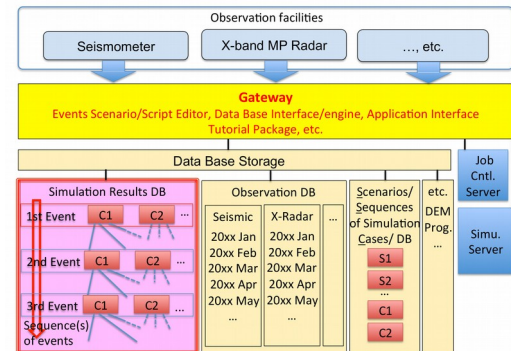 Observation facilities
Seismometer
X-band MP Radar
…, etc.
Gateway
Events Scenario/Script Editor, Data Base Interface/engine, Application Interface
Tutorial Package, etc.
Data Base Storage
Job
Cntl.
Server
Simu.
Server
Simulation Results DB
1st Event
C1
C2
...
2nd Event
C1
C2
...
3rd Event
C1
C2
...
Sequence(s)
of events
Observation DB
Seismic
20xx Jan
20xx Feb
20xx Mar
20xx Apr
20xx May
...
X-Radar
20xx Jan
20xx Feb
20xx Mar
20xx Apr
20xx May
...
...
Scenarios/
Sequences
of Simulation
Cases/ DB
S1
S2
...
C1
C2
etc.
DEM
Prog.
...